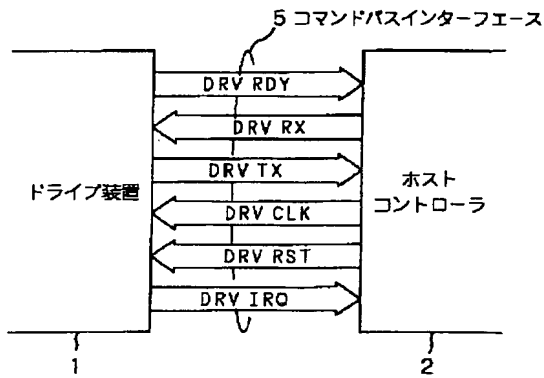 5 コマンドパスインターフェース
DRV RDY
DRV RX
DRV TX
DRV CLK
DRV RST
DRV IRQ
ドライブ装置
ホスト
コントローラ
1
2